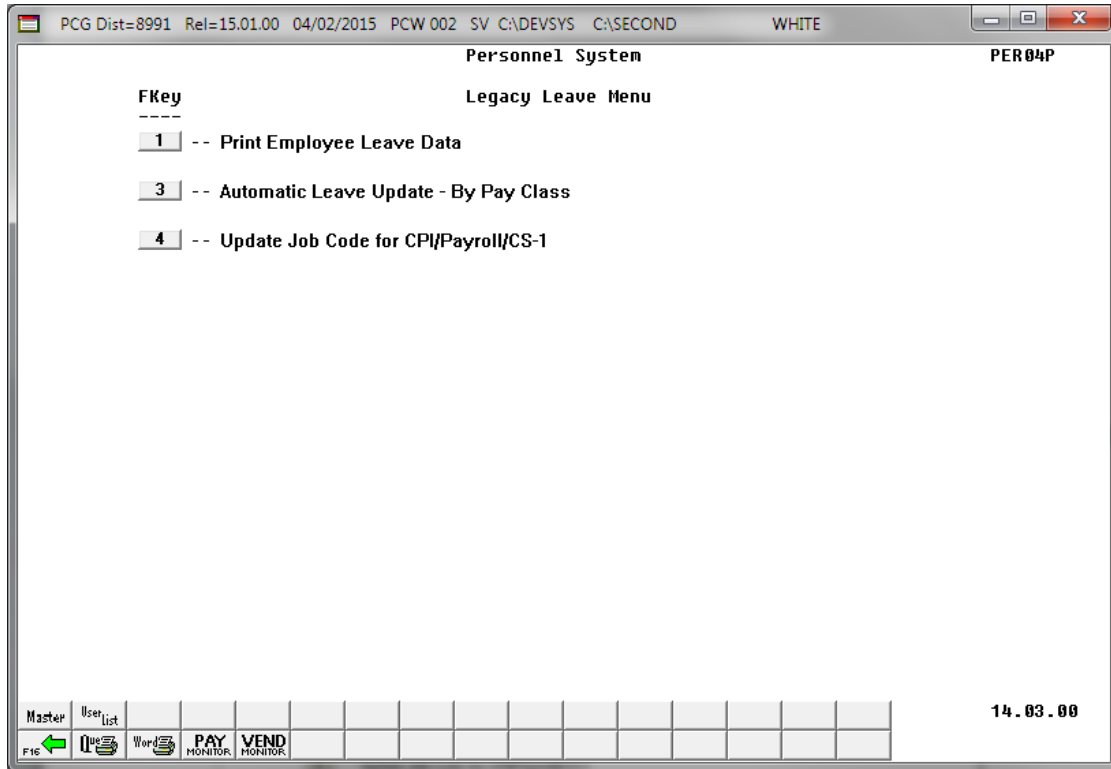 PCG Dist=8991 Rel=15.01.00 04/02/2015 PCW 002 SV C:\DEVSYS C:\SECOND WHITE
Personnel System PER04P
FKey Legacy Leave Menu
----
1 -- Print Employee Leave Data
3 -- Automatic Leave Update - By Pay Class
4 -- Update Job Code for CPI/Payroll/CS-1
Master User List 14.03.00
F16 Que Word PAY MONITOR VEND MONITOR